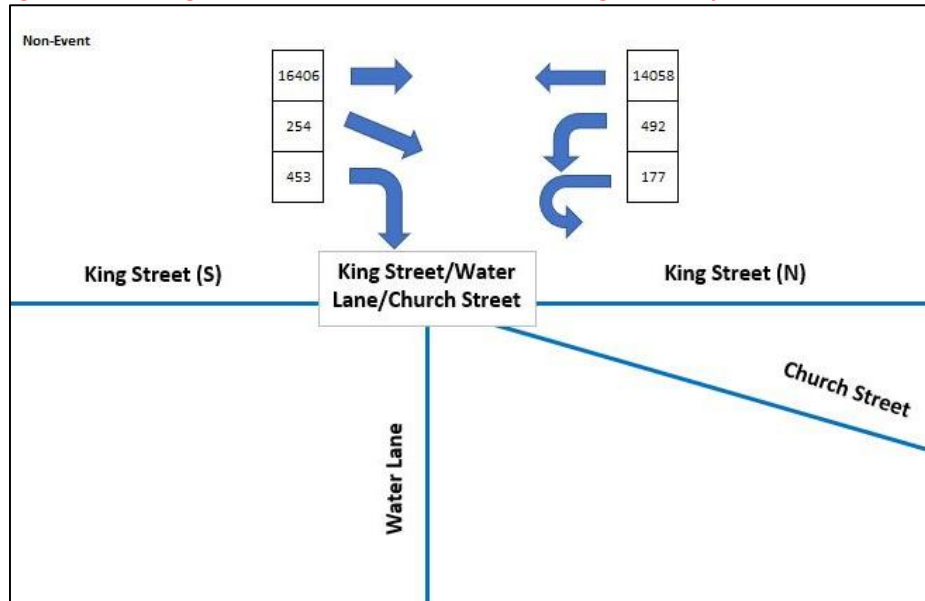 Non-Event
16406
14058
254
492
453
177
King Street (S)
King Street/Water
Lane/Church Street
King Street (N)
Church Street
Water Lane